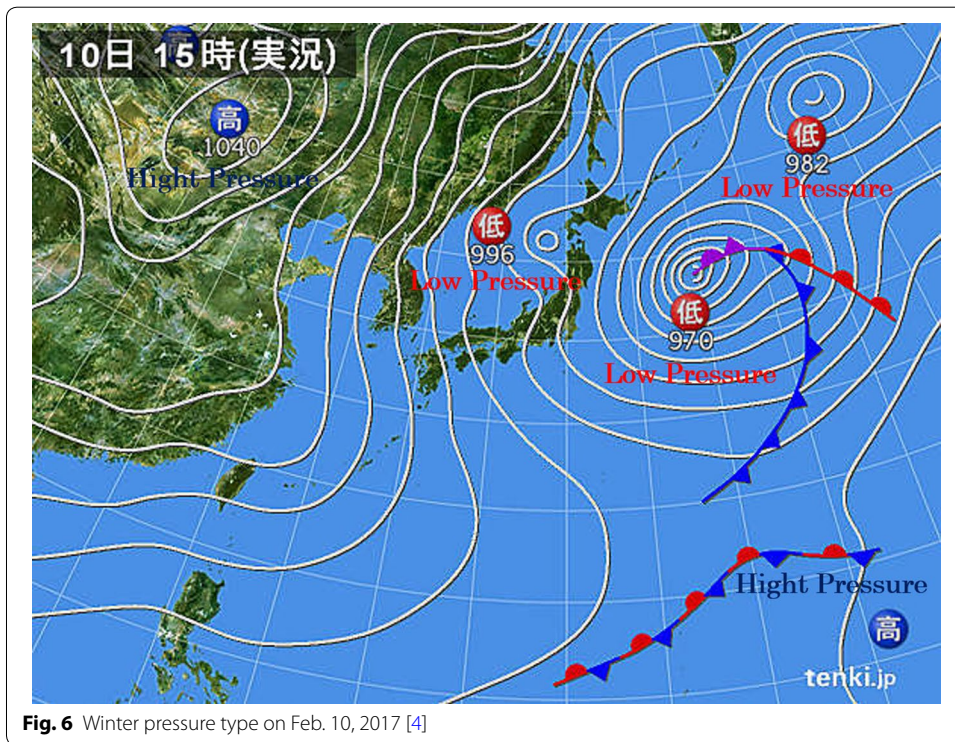 10日 15時(実況)
高
高
1040
Hight Pressure
低
982
Low Pressure
低
996
Low Pressure
低
970
Low Pressure
Hight Pressure
高
tenki.jp
Fig. 6 Winter pressure type on Feb. 10, 2017 [4]